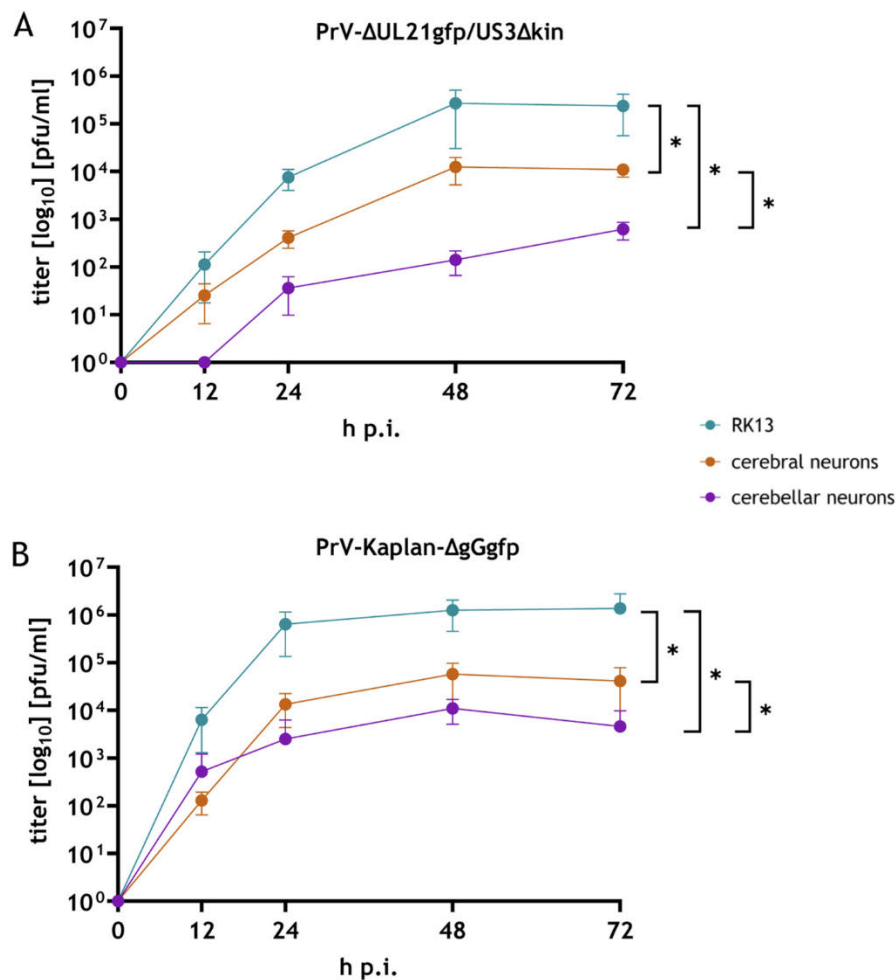 A
PrV-ΔUL21gfp/US3Δkin
titer [log₁₀] [pfu/ml]
10⁷
10⁶
10⁵
10⁴
10³
10²
10¹
10⁰
*
*
*
0 12 24 48 72
h p.i.
RK13
cerebral neurons
cerebellar neurons
B
PrV-Kaplan-ΔgGgfp
titer [log₁₀] [pfu/ml]
10⁷
10⁶
10⁵
10⁴
10³
10²
10¹
10⁰
*
*
*
0 12 24 48 72
h p.i.